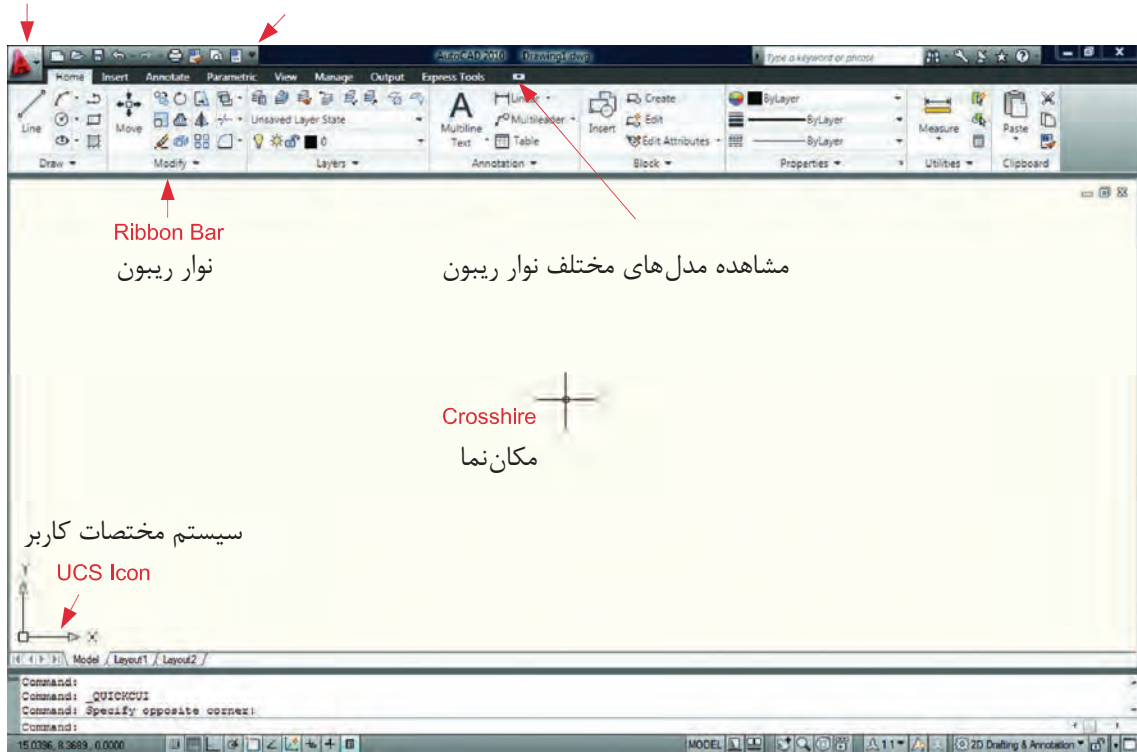 AutoCAD 2010 Drawing1.dwg Type a keyword or phrase
Home Insert Annotate Parametric View Manage Output Express Tools
Line Move Unsaved Layer State 0 Multiline Text Linear Multileader Table Insert Create Edit Edit Attributes ByLayer ByLayer ByLayer Measure Paste
Draw Modify Layers Annotation Block Properties Utilities Clipboard
Ribbon Bar
نوار ریبون
مشاهده مدل‌های مختلف نوار ریبون
Crosshire
مکان‌نما
سیستم مختصات کاربر
Y
UCS Icon
X
Model Layout1 Layout2
Command:
Command: _QUICKCUI
Command: Specify opposite corner:
Command:
15.0396, 8.3689, 0.0000 MODEL 1:1 2D Drafting & Annotation